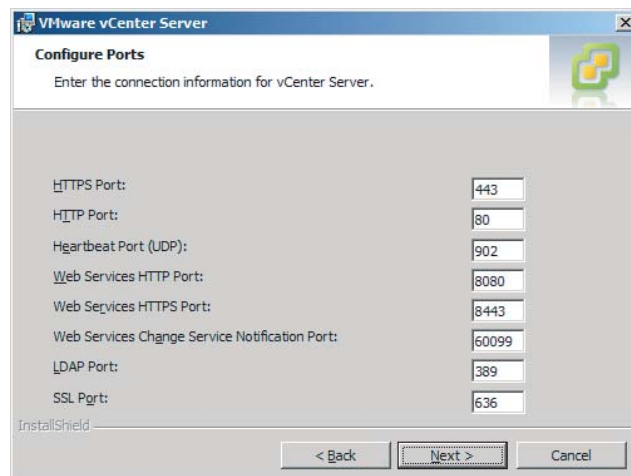 VMware vCenter Server
Configure Ports
Enter the connection information for vCenter Server.
HTTPS Port: 443
HTTP Port: 80
Heartbeat Port (UDP): 902
Web Services HTTP Port: 8080
Web Services HTTPS Port: 8443
Web Services Change Service Notification Port: 60099
LDAP Port: 389
SSL Port: 636
InstallShield
< Back Next > Cancel